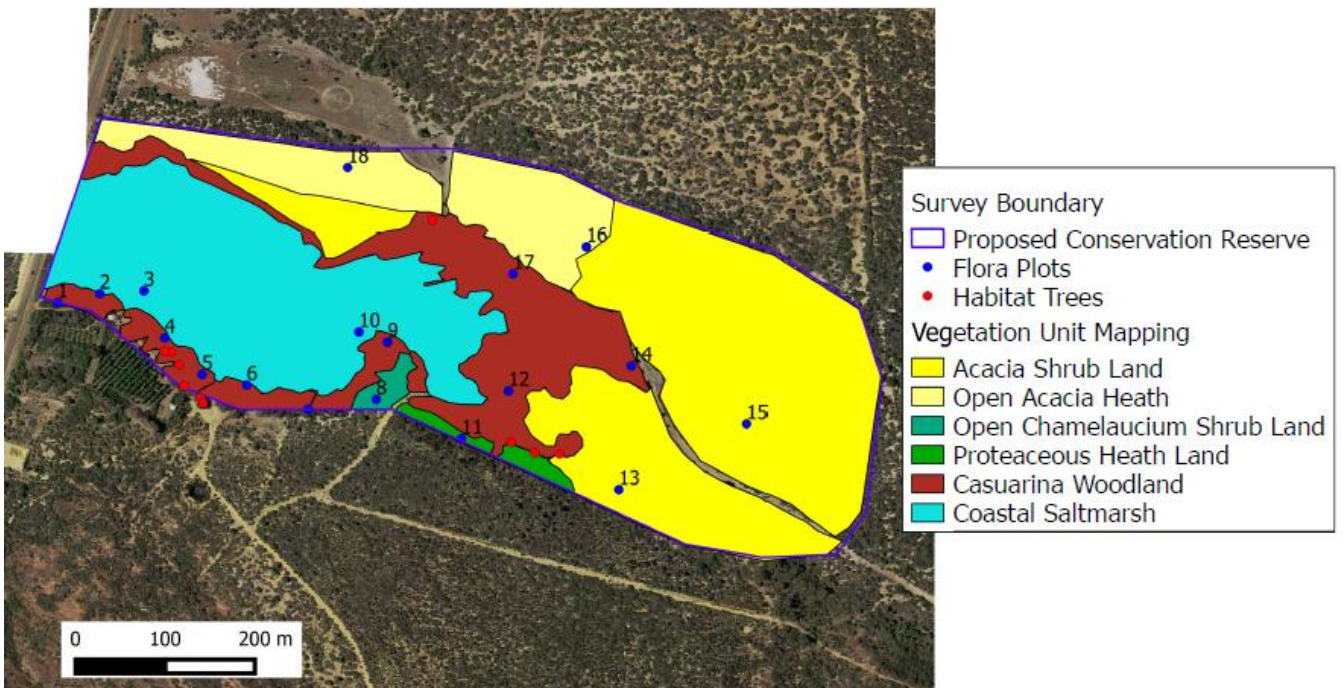 18
16
17
1
2
3
4
5
6
7
10
9
8
14
12
11
15
13
0 100 200 m
Survey Boundary
Proposed Conservation Reserve
Flora Plots
Habitat Trees
Vegetation Unit Mapping
Acacia Shrub Land
Open Acacia Heath
Open Chamelaucium Shrub Land
Proteaceous Heath Land
Casuarina Woodland
Coastal Saltmarsh